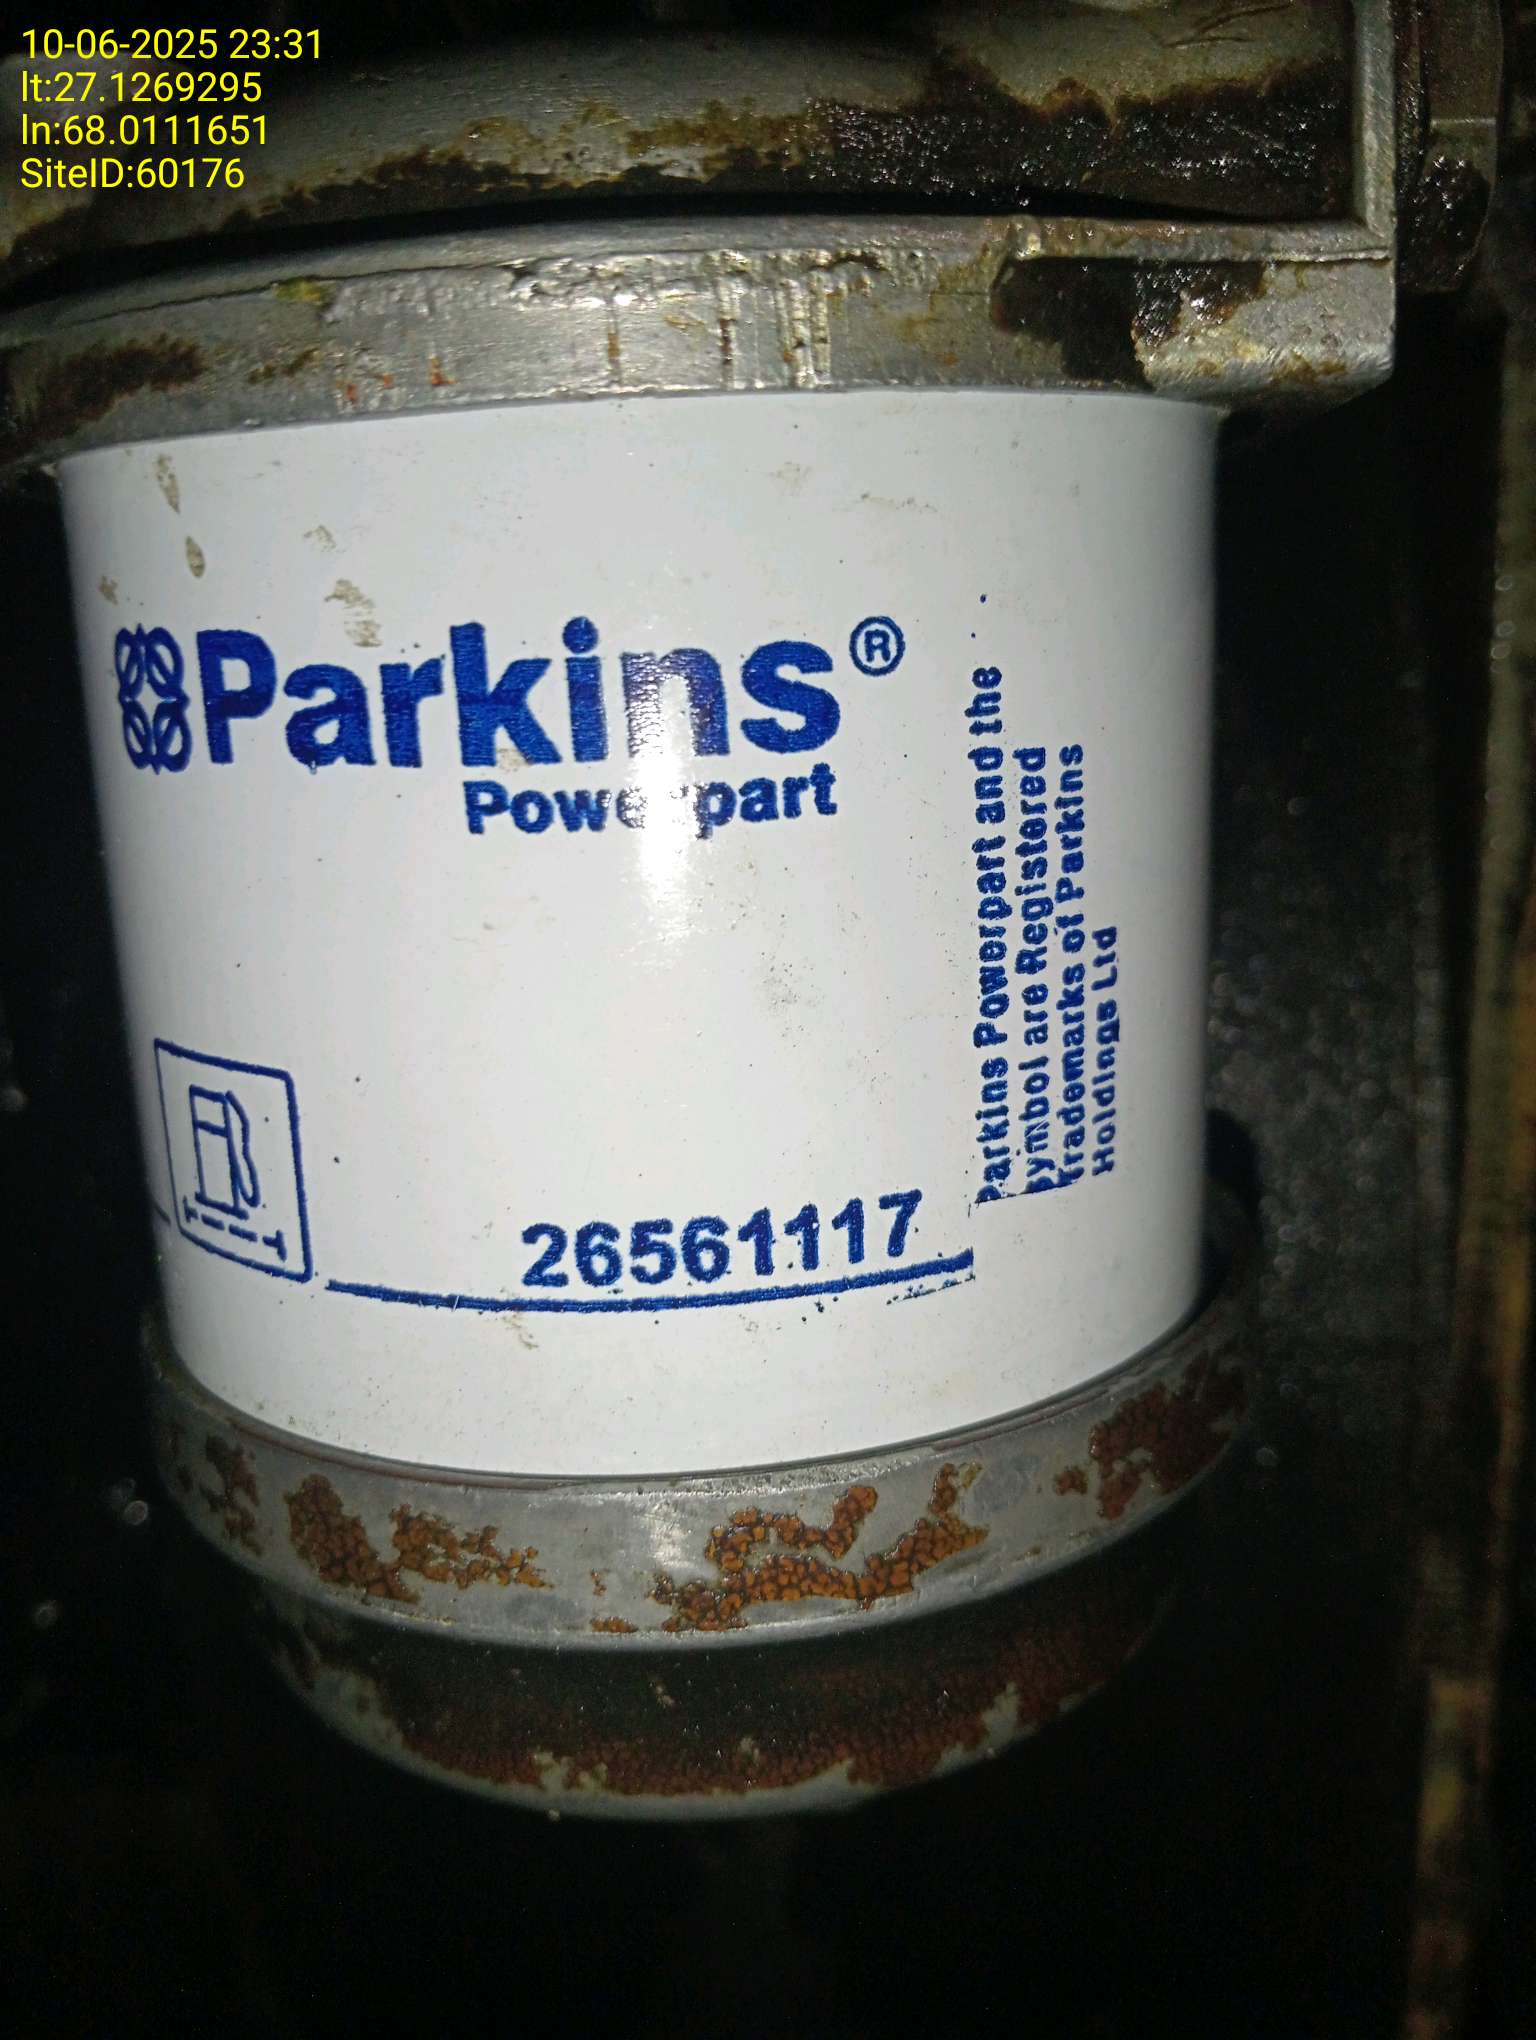 10-06-2025 23:31
lt:27.1269295
ln:68.0111651
SiteID:60176
Parkins®
Powerpart
Parkins Powerpart and the
Symbol are Registered
Trademarks of Parkins
Holdings Ltd
26561117